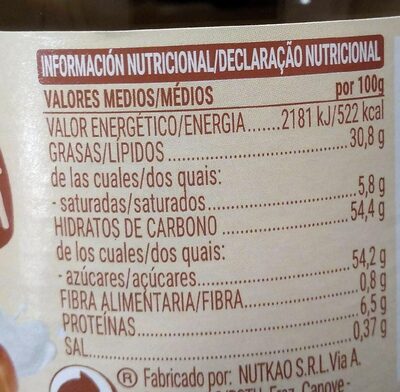 INFORMACIÓN NUTRICIONAL/DECLARAÇÃO NUTRICIONAL
VALORES MEDIOS/MÉDIOS por 100g
VALOR ENERGÉTICO/ENERGIA.......2181 kJ/522 kcal
GRASAS/LÍPIDOS...........................30,8 g
de las cuales/dos quais:
- saturadas/saturados......................5,8 g
HIDRATOS DE CARBONO.....................54,4 g
de los cuales/dos quais:
- azúcares/açúcares.......................54,2 g
FIBRA ALIMENTARIA/FIBRA.................0,8 g
PROTEÍNAS....................................6,5 g
SAL............................................0,37 g
® Fabricado por: NUTKAO S.R.L. Via A.
Canove